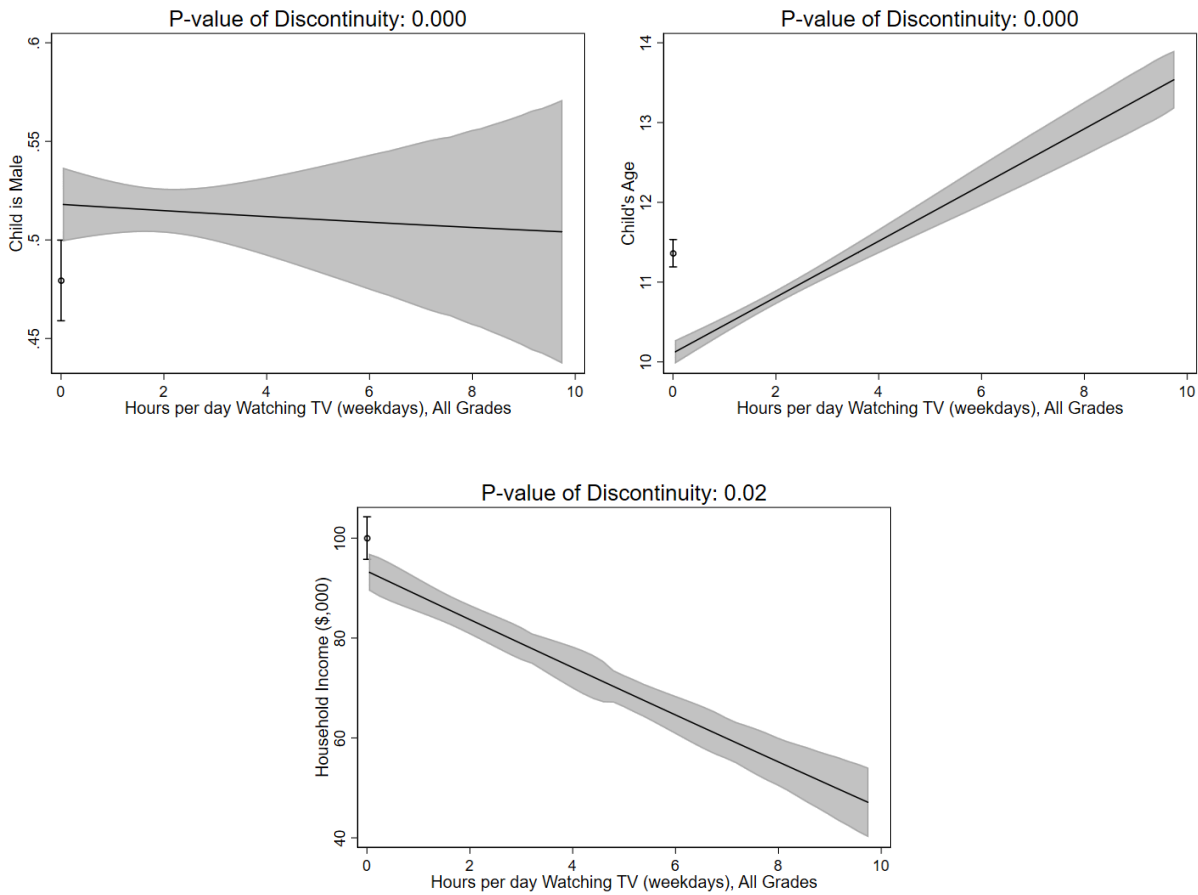 P-value of Discontinuity: 0.000
Child is Male
.6
.55
.5
.45
0 2 4 6 8 10
Hours per day Watching TV (weekdays), All Grades
P-value of Discontinuity: 0.000
Child's Age
14
13
12
11
10
0 2 4 6 8 10
Hours per day Watching TV (weekdays), All Grades
P-value of Discontinuity: 0.02
Household Income ($,000)
100
80
60
40
0 2 4 6 8 10
Hours per day Watching TV (weekdays), All Grades